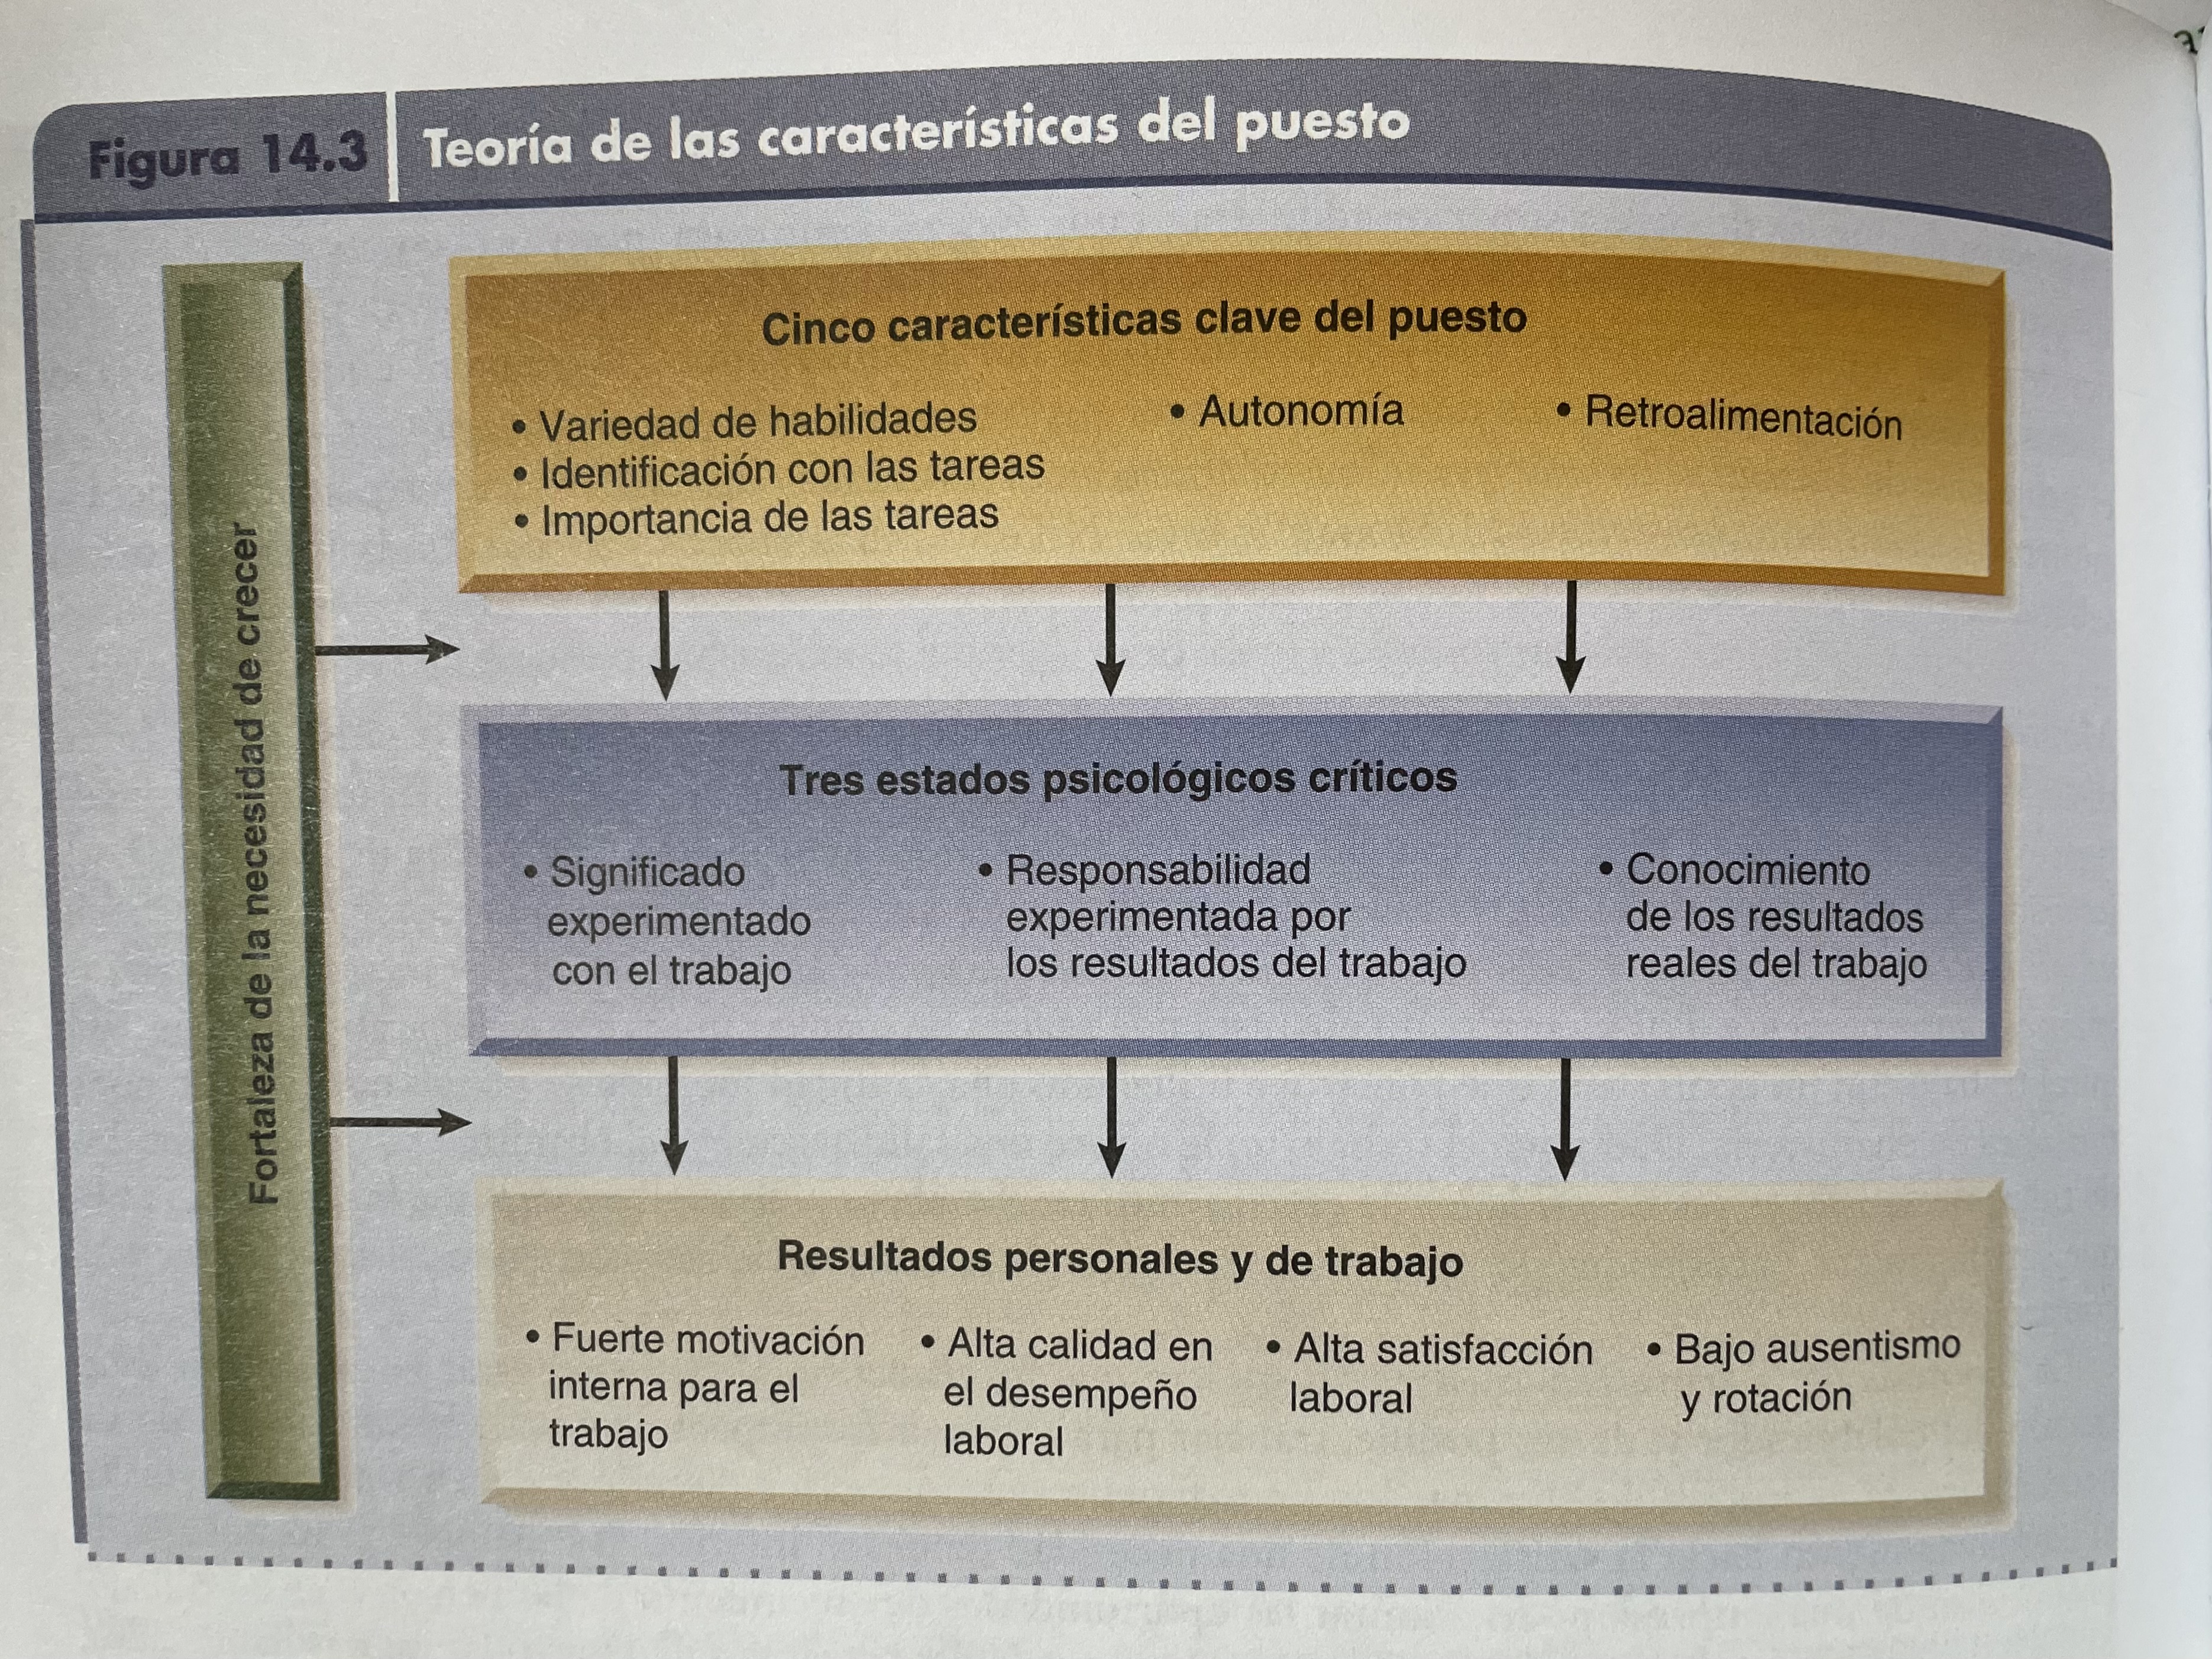 Figura 14.3
Teoría de las características del puesto
Fortaleza de la necesidad de crecer
Cinco características clave del puesto
• Variedad de habilidades
• Identificación con las tareas
• Importancia de las tareas
• Autonomía
• Retroalimentación
Tres estados psicológicos críticos
• Significado
experimentado
con el trabajo
• Responsabilidad
experimentada por
los resultados del trabajo
• Conocimiento
de los resultados
reales del trabajo
Resultados personales y de trabajo
• Fuerte motivación
interna para el
trabajo
• Alta calidad en
el desempeño
laboral
• Alta satisfacción
laboral
• Bajo ausentismo
y rotación